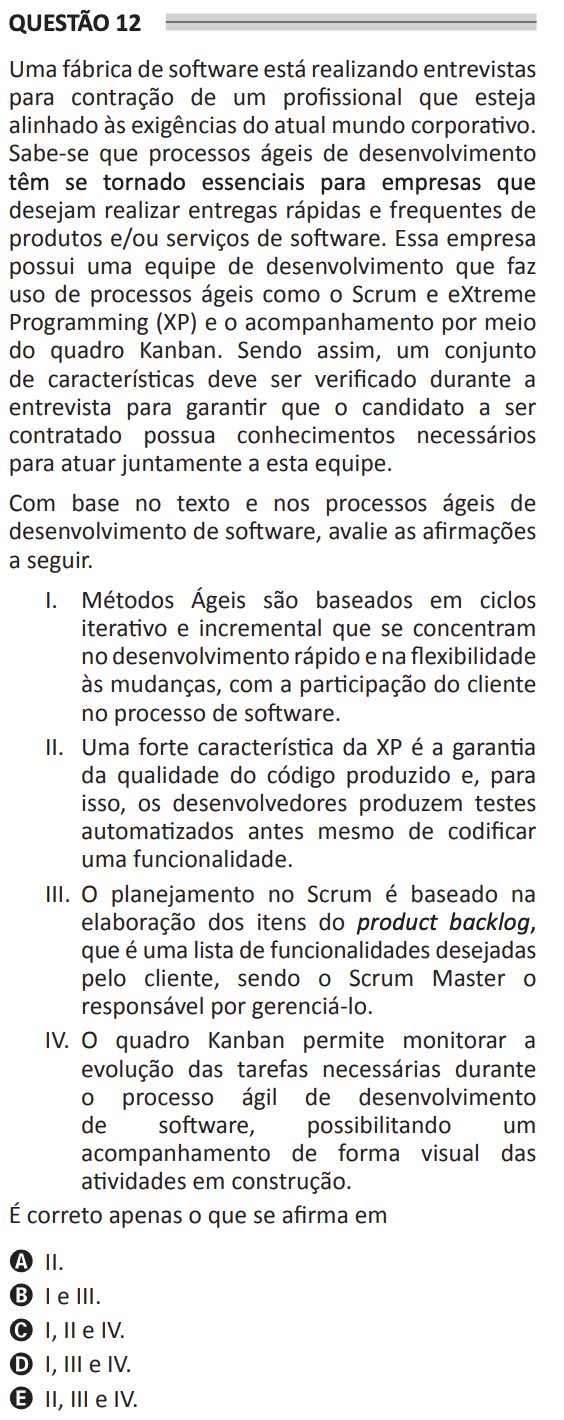 QUESTÃO 12
Uma fábrica de software está realizando entrevistas
para contração de um profissional que esteja
alinhado às exigências do atual mundo corporativo.
Sabe-se que processos ágeis de desenvolvimento
têm se tornado essenciais para empresas que
desejam realizar entregas rápidas e frequentes de
produtos e/ou serviços de software. Essa empresa
possui uma equipe de desenvolvimento que faz
uso de processos ágeis como o Scrum e eXtreme
Programming (XP) e o acompanhamento por meio
do quadro Kanban. Sendo assim, um conjunto
de características deve ser verificado durante a
entrevista para garantir que o candidato a ser
contratado possua conhecimentos necessários
para atuar juntamente a esta equipe.
Com base no texto e nos processos ágeis de
desenvolvimento de software, avalie as afirmações
a seguir.
I. Métodos Ágeis são baseados em ciclos
iterativo e incremental que se concentram
no desenvolvimento rápido e na flexibilidade
às mudanças, com a participação do cliente
no processo de software.
II. Uma forte característica da XP é a garantia
da qualidade do código produzido e, para
isso, os desenvolvedores produzem testes
automatizados antes mesmo de codificar
uma funcionalidade.
III. O planejamento no Scrum é baseado na
elaboração dos itens do product backlog,
que é uma lista de funcionalidades desejadas
pelo cliente, sendo o Scrum Master o
responsável por gerenciá-lo.
IV. O quadro Kanban permite monitorar a
evolução das tarefas necessárias durante
o processo ágil de desenvolvimento
de software, possibilitando um
acompanhamento de forma visual das
atividades em construção.
É correto apenas o que se afirma em
A II.
B I e III.
C I, II e IV.
D I, III e IV.
E II, III e IV.